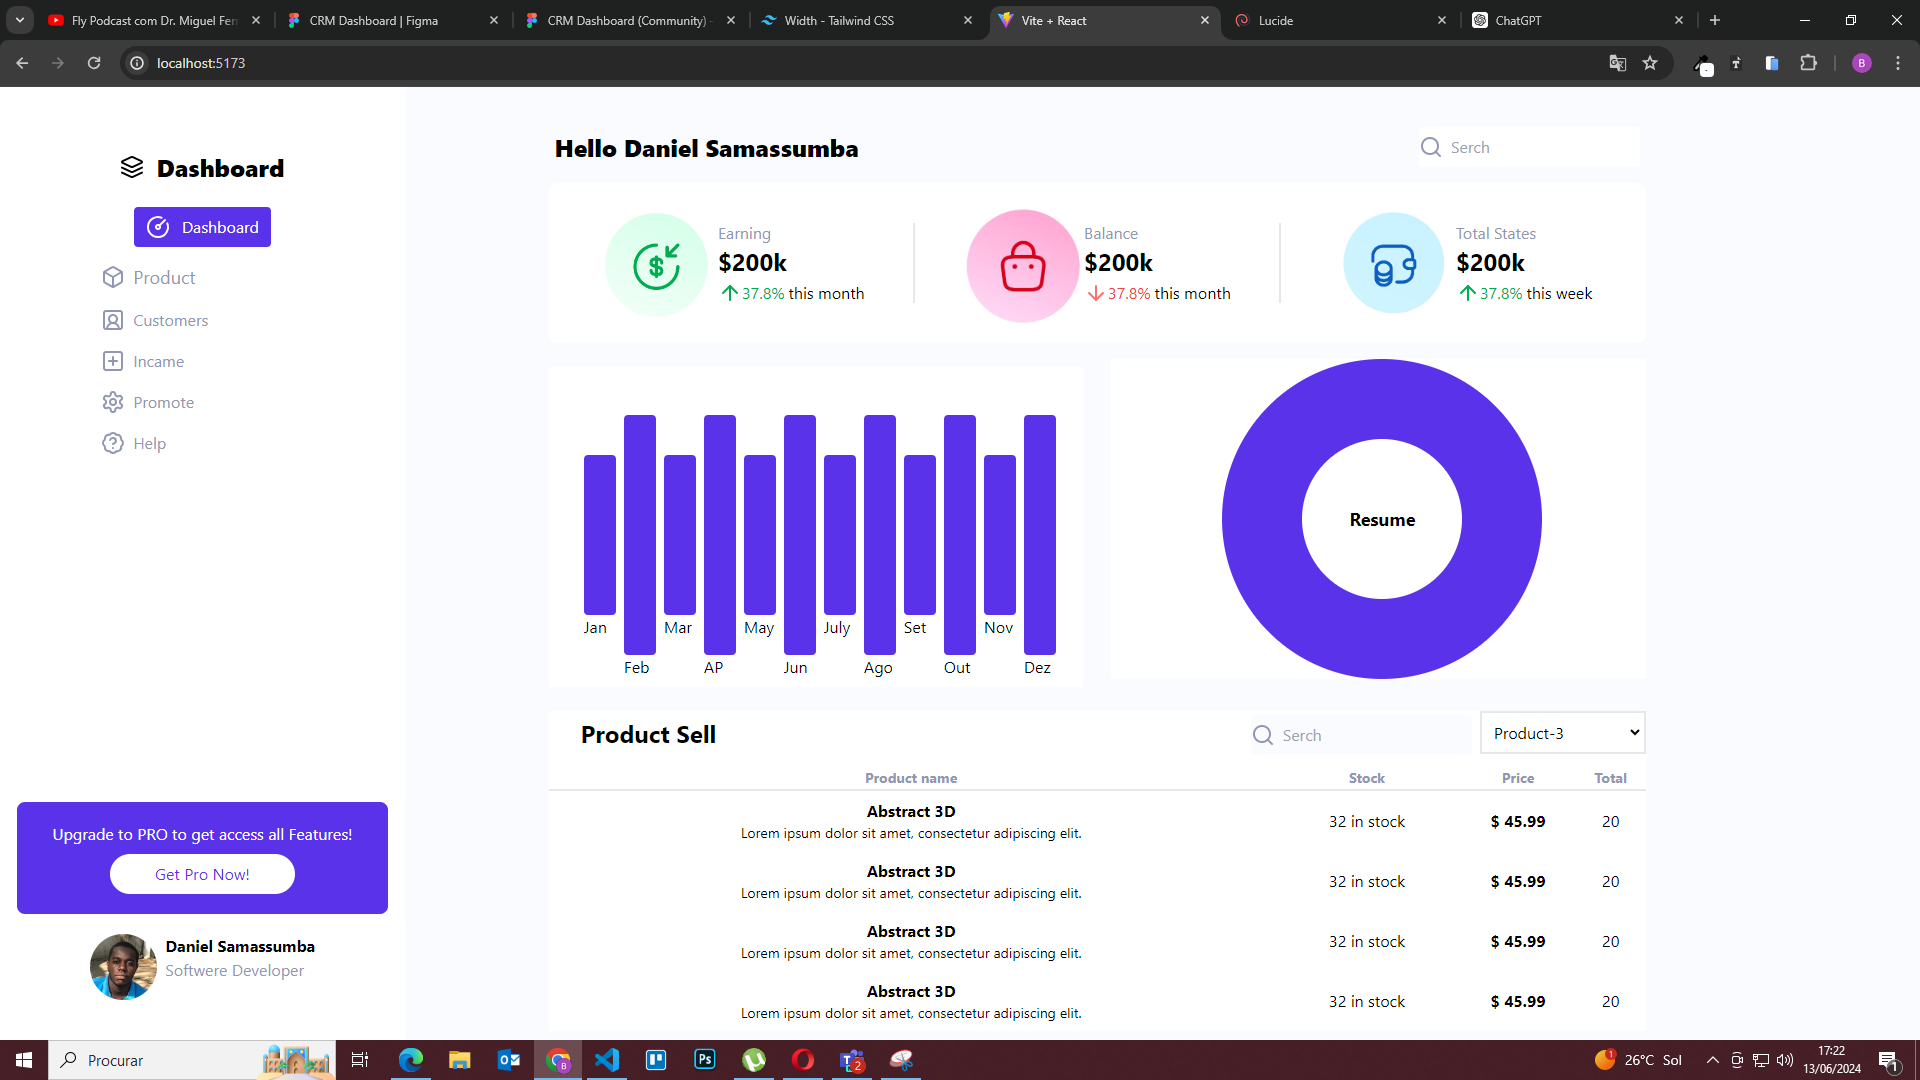 Fly Podcast com Dr. Miguel Fern
CRM Dashboard | Figma
CRM Dashboard (Community) -
Width - Tailwind CSS
Vite + React
Lucide
ChatGPT
localhost:5173
B
Dashboard
Dashboard
Product
Customers
Incame
Promote
Help
Upgrade to PRO to get access all Features!
Get Pro Now!
Daniel Samassumba
Softwere Developer
Hello Daniel Samassumba
Serch
Earning
$200k
37.8% this month
Balance
$200k
37.8% this month
Total States
$200k
37.8% this week
Jan
Feb
Mar
AP
May
Jun
July
Ago
Set
Out
Nov
Dez
Resume
Product Sell
Serch
Product-3
Product name Stock Price Total
Abstract 3D
Lorem ipsum dolor sit amet, consectetur adipiscing elit.
32 in stock $ 45.99 20
Abstract 3D
Lorem ipsum dolor sit amet, consectetur adipiscing elit.
32 in stock $ 45.99 20
Abstract 3D
Lorem ipsum dolor sit amet, consectetur adipiscing elit.
32 in stock $ 45.99 20
Abstract 3D
Lorem ipsum dolor sit amet, consectetur adipiscing elit.
32 in stock $ 45.99 20
Procurar
Ps
2
1
26°C Sol
17:22
13/06/2024
1